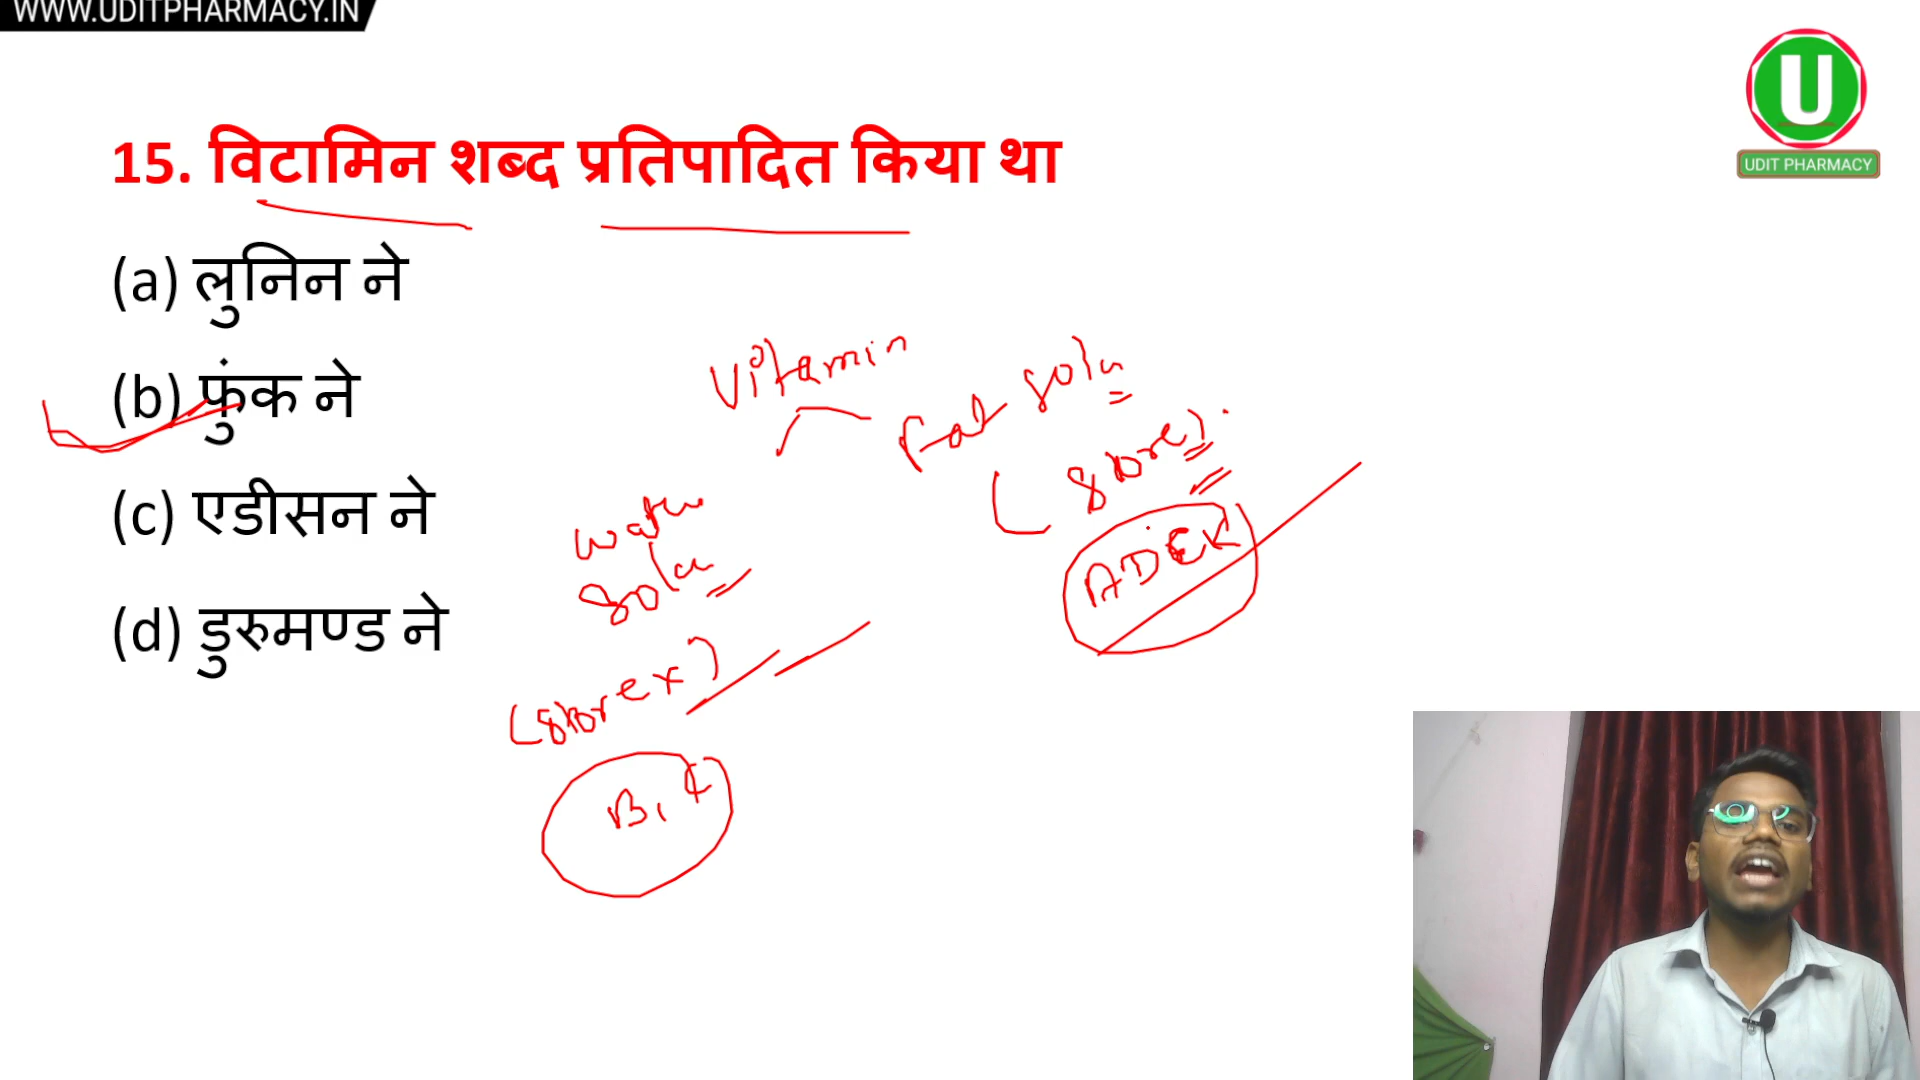 WWW.UDITPHARMACY.IN
U
UDIT PHARMACY
15. विटामिन शब्द प्रतिपादित किया था
(a) लुनिन ने
(b) फुंक ने
(c) एडीसन ने
(d) डुरुमण्ड ने
Vitamin
Fat solu
(store)
ADEK
water
solu
(store x)
B, C